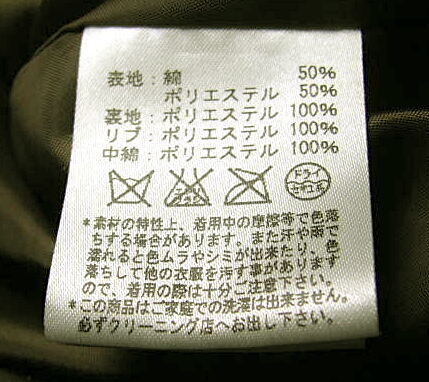 表地：綿 50%
ポリエステル 50%
裏地：ポリエステル 100%
リブ：ポリエステル 100%
中綿：ポリエステル 100%
ドライ
セキユ系
*素材の特性上、着用中の摩擦等で色落
ちする場合があります。また汗や雨で
濡れると色ムラやシミが出来たり、色
落ちして他の衣服を汚す事があります
ので、着用の際は十分ご注意下さい。
*この商品はご家庭での洗濯は出来ません。
必ずクリーニング店へお出し下さい。